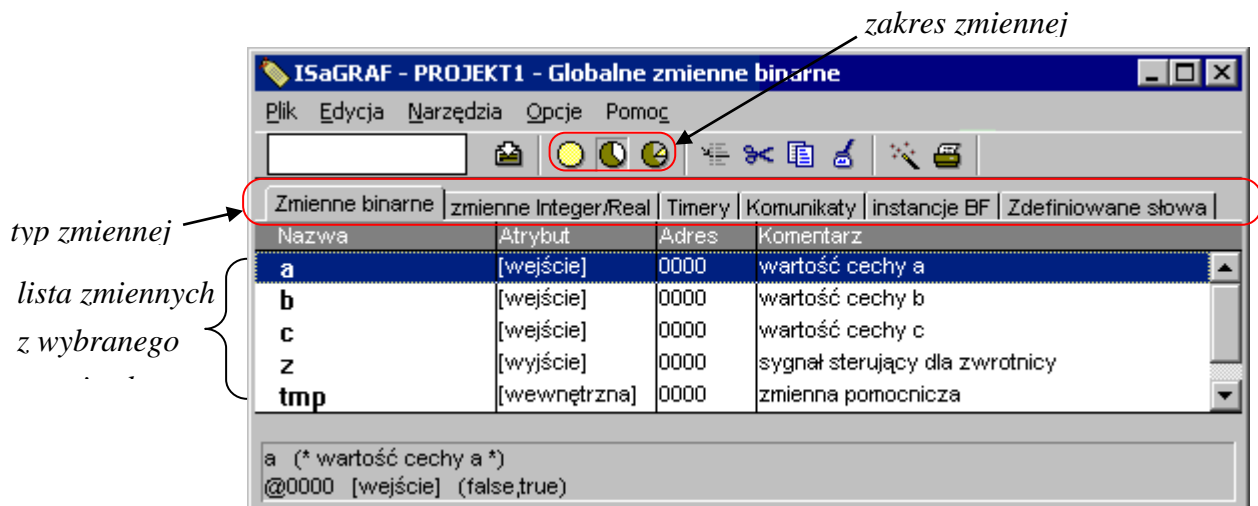 zakres zmiennej
ISaGRAF - PROJEKT1 - Globalne zmienne binarne
Plik Edycja Narzędzia Opcje Pomoc
Zmienne binarne zmienne Integer/Real Timery Komunikaty instancje BF Zdefiniowane słowa
typ zmiennej
Nazwa Atrybut Adres Komentarz
a [wejście] 0000 wartość cechy a
b [wejście] 0000 wartość cechy b
c [wejście] 0000 wartość cechy c
z [wyjście] 0000 sygnał sterujący dla zwrotnicy
tmp [wewnętrzna] 0000 zmienna pomocnicza
lista zmiennych
z wybranego
a (* wartość cechy a *)
@0000 [wejście] (false,true)